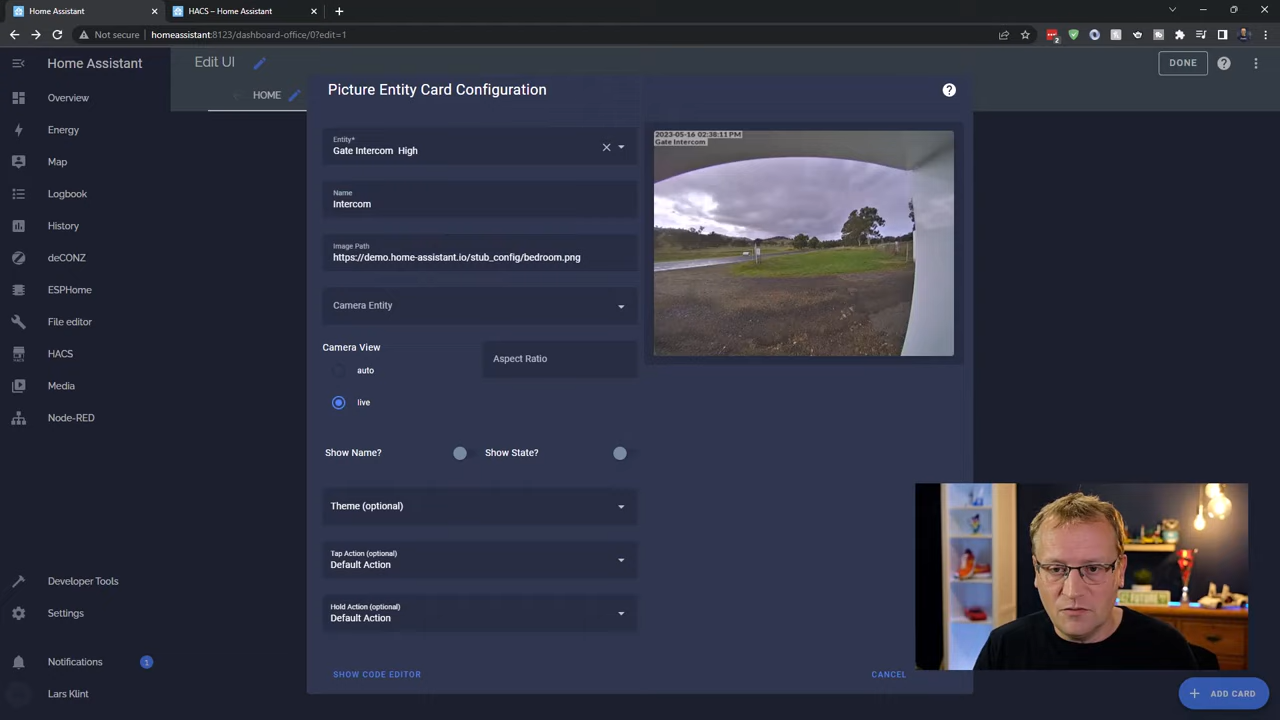 Home Assistant
HACS – Home Assistant
Not secure
homeassistant:8123/dashboard-office/0?edit=1
2
Home Assistant
Edit UI
DONE
HOME
Overview
Energy
Map
Logbook
History
deCONZ
ESPHome
File editor
HACS
Media
Node-RED
Developer Tools
Settings
Notifications
1
Lars Klint
Picture Entity Card Configuration
Entity*
Gate Intercom High
Name
Intercom
Image Path
https://demo.home-assistant.io/stub_config/bedroom.png
Camera Entity
Camera View
auto
live
Aspect Ratio
Show Name?
Show State?
Theme (optional)
Tap Action (optional)
Default Action
Hold Action (optional)
Default Action
SHOW CODE EDITOR
CANCEL
2023-05-16 02:38:11 PM
Gate Intercom
ADD CARD